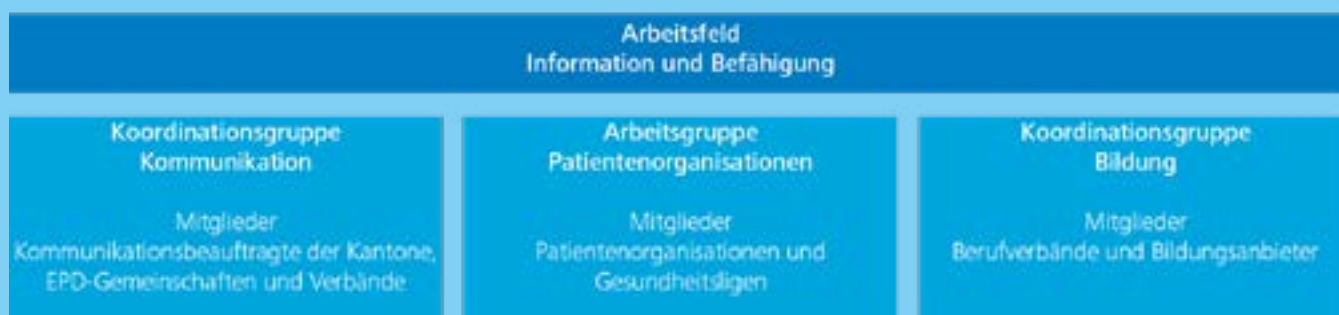 Arbeitsfeld
Information und Befähigung
Koordinationsgruppe
Kommunikation
Mitglieder
Kommunikationsbeauftragte der Kantone,
EPD-Gemeinschaften und Verbände
Arbeitsgruppe
Patientenorganisationen
Mitglieder
Patientenorganisationen und
Gesundheitsligen
Koordinationsgruppe
Bildung
Mitglieder
Berufverbände und Bildungsanbieter